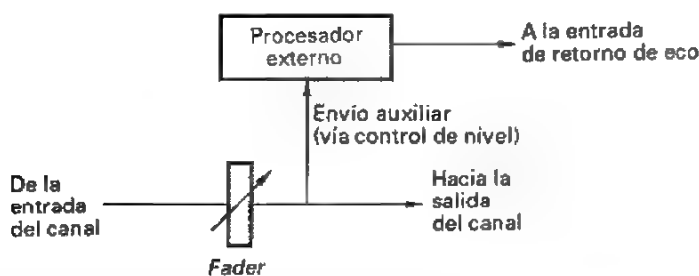 Procesador
externo
A la entrada
de retorno de eco
Envío auxiliar
(vía control de nivel)
De la
entrada
del canal
Hacia la
salida
del canal
Fader